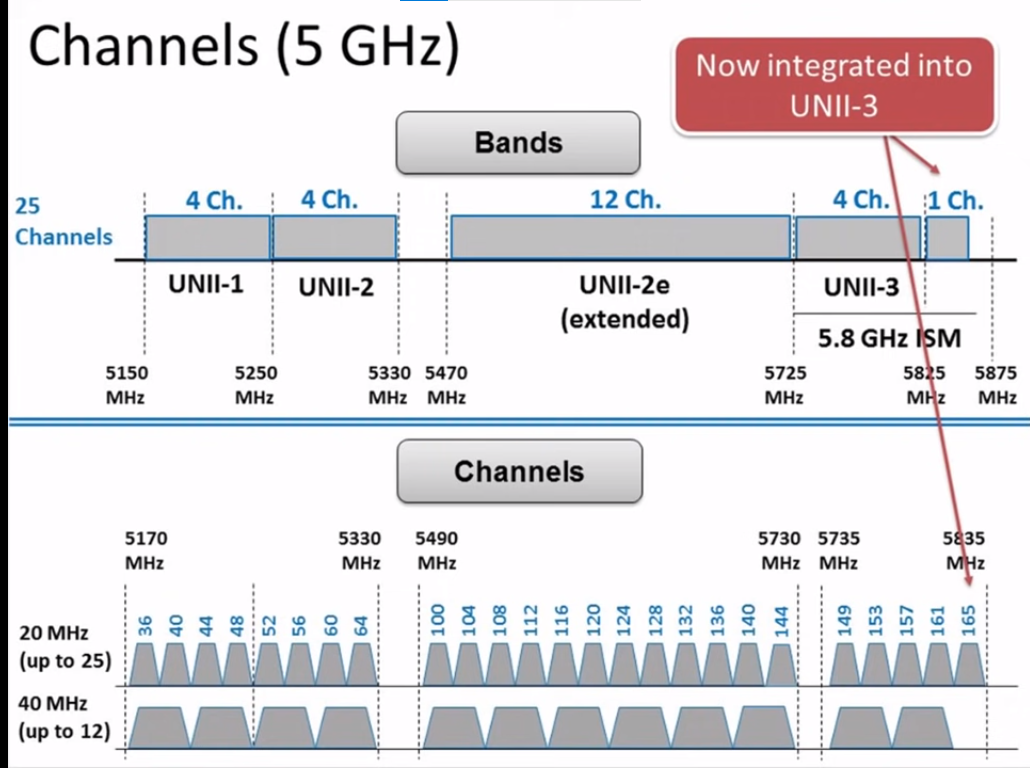 Channels (5 GHz)
Now integrated into
UNII-3
Bands
25
Channels
4 Ch.
4 Ch.
12 Ch.
4 Ch.
1 Ch.
UNII-1
UNII-2
UNII-2e
(extended)
UNII-3
5.8 GHz ISM
5150
MHz
5250
MHz
5330
MHz
5470
MHz
5725
MHz
5825
MHz
5875
MHz
Channels
5170
MHz
5330
MHz
5490
MHz
5730
MHz
5735
MHz
5835
MHz
20 MHz
(up to 25)
36 40 44 48 52 56 60 64 100 104 108 112 116 120 124 128 132 136 140 144 149 153 157 161 165
40 MHz
(up to 12)